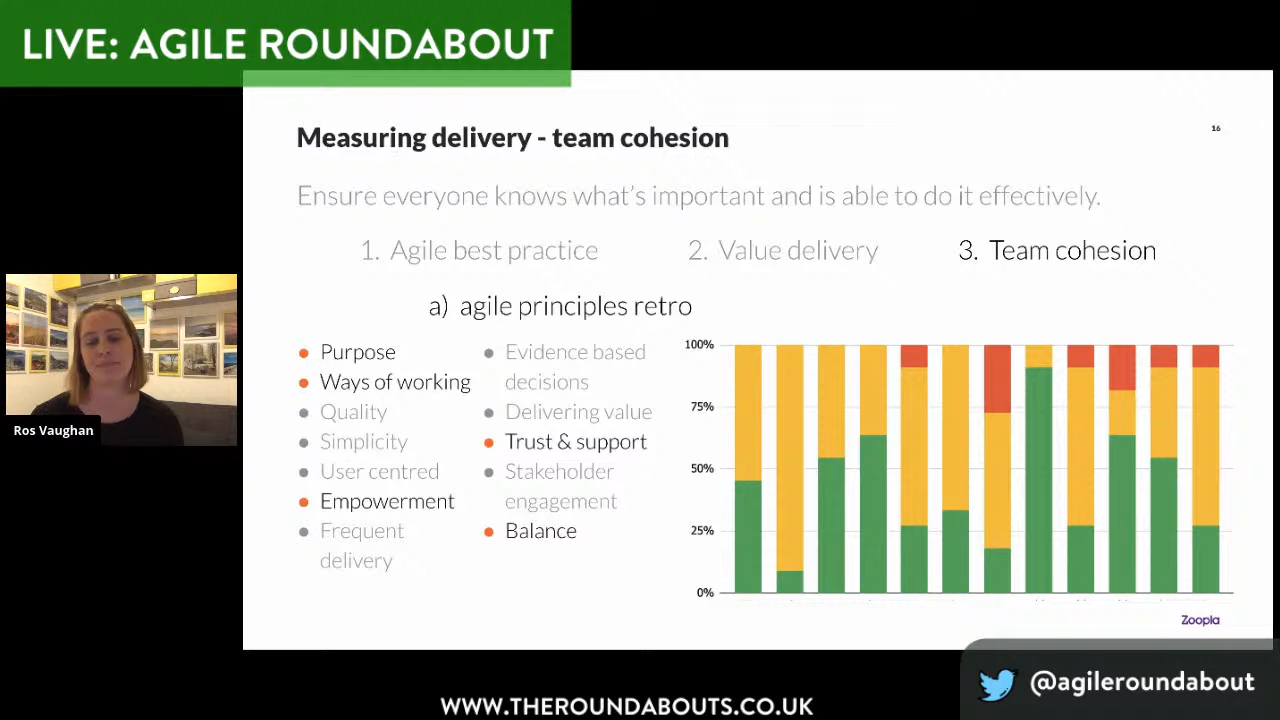 LIVE: AGILE ROUNDABOUT
Measuring delivery - team cohesion
16
Ensure everyone knows what's important and is able to do it effectively.
1. Agile best practice
2. Value delivery
3. Team cohesion
a) agile principles retro
Purpose
Ways of working
Quality
Simplicity
User centred
Empowerment
Frequent
delivery
Evidence based
decisions
Delivering value
Trust & support
Stakeholder
engagement
Balance
100%
75%
50%
25%
0%
Zoopla
Ros Vaughan
@agileroundabout
WWW.THEROUNDABOUTS.CO.UK